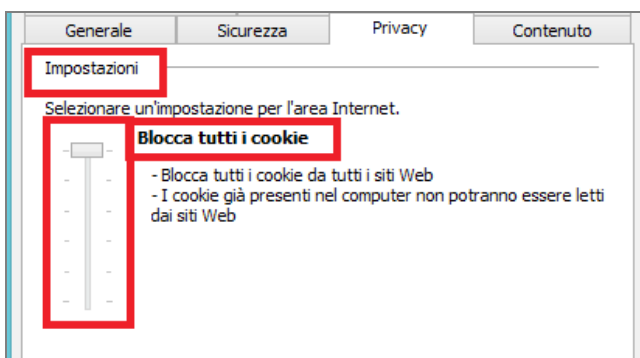 Generale Sicurezza Privacy Contenuto
Impostazioni
Selezionare un'impostazione per l'area Internet.
Blocca tutti i cookie
- Blocca tutti i cookie da tutti i siti Web
- I cookie già presenti nel computer non potranno essere letti
dai siti Web